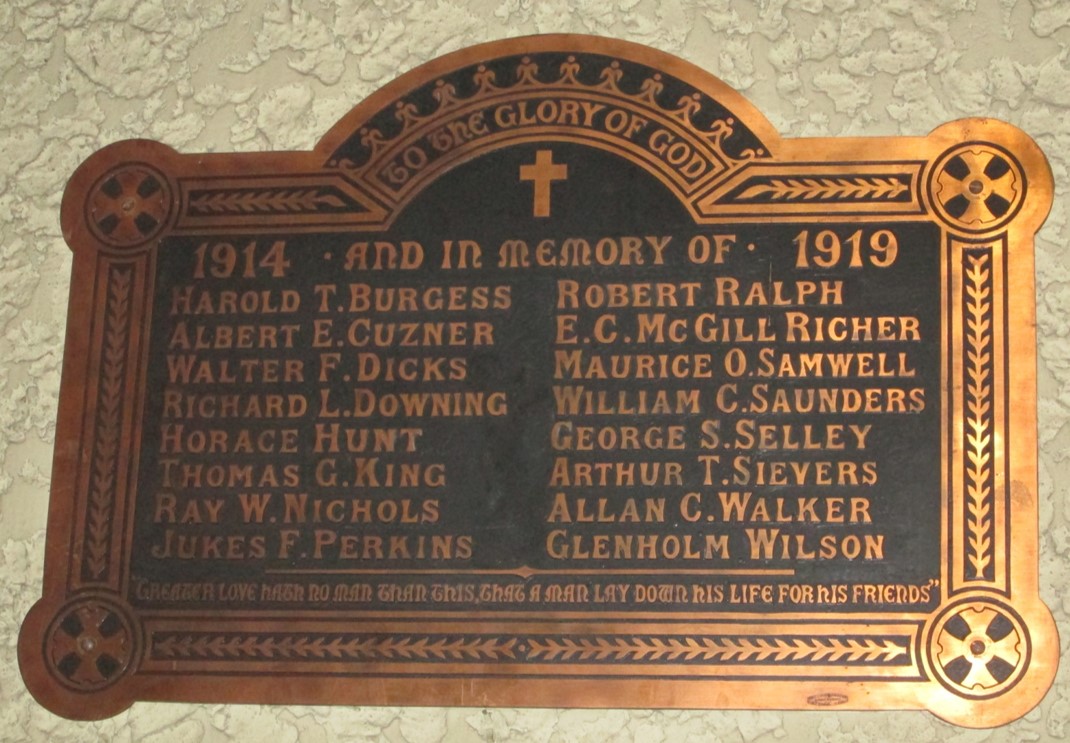 TO THE GLORY OF GOD
1914 · AND IN MEMORY OF · 1919
HAROLD T. BURGESS
ALBERT E. CUZNER
WALTER F. DICKS
RICHARD L. DOWNING
HORACE HUNT
THOMAS G. KING
RAY W. NICHOLS
JUKES F. PERKINS
ROBERT RALPH
E. C. MCGILL RICHER
MAURICE O. SAMWELL
WILLIAM C. SAUNDERS
GEORGE S. SELLEY
ARTHUR T. SIEVERS
ALLAN C. WALKER
GLENHOLM WILSON
"GREATER LOVE HATH NO MAN THAN THIS, THAT A MAN LAY DOWN HIS LIFE FOR HIS FRIENDS"